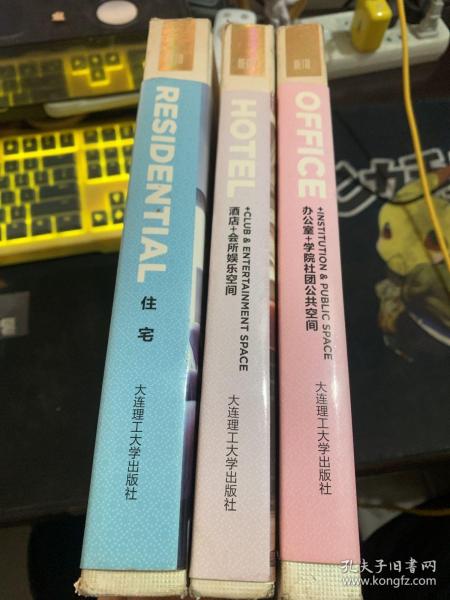 RESIDENTIAL
住宅
大连理工大学出版社
HOTEL
+CLUB & ENTERTAINMENT SPACE
酒店+会所娱乐空间
大连理工大学出版社
OFFICE
+INSTITUTION & PUBLIC SPACE
办公室+学院社团公共空间
大连理工大学出版社
孔夫子旧书网
www.kongfz.com